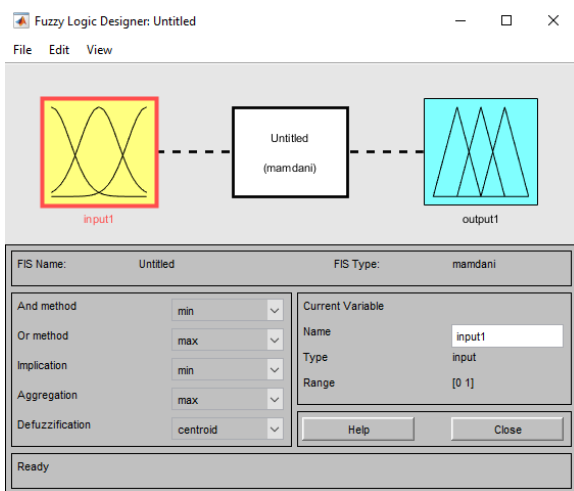 Fuzzy Logic Designer: Untitled
File Edit View
Untitled
(mamdani)
input1
output1
FIS Name: Untitled FIS Type: mamdani
And method min
Or method max
Implication min
Aggregation max
Defuzzification centroid
Current Variable
Name input1
Type input
Range [0 1]
Help Close
Ready